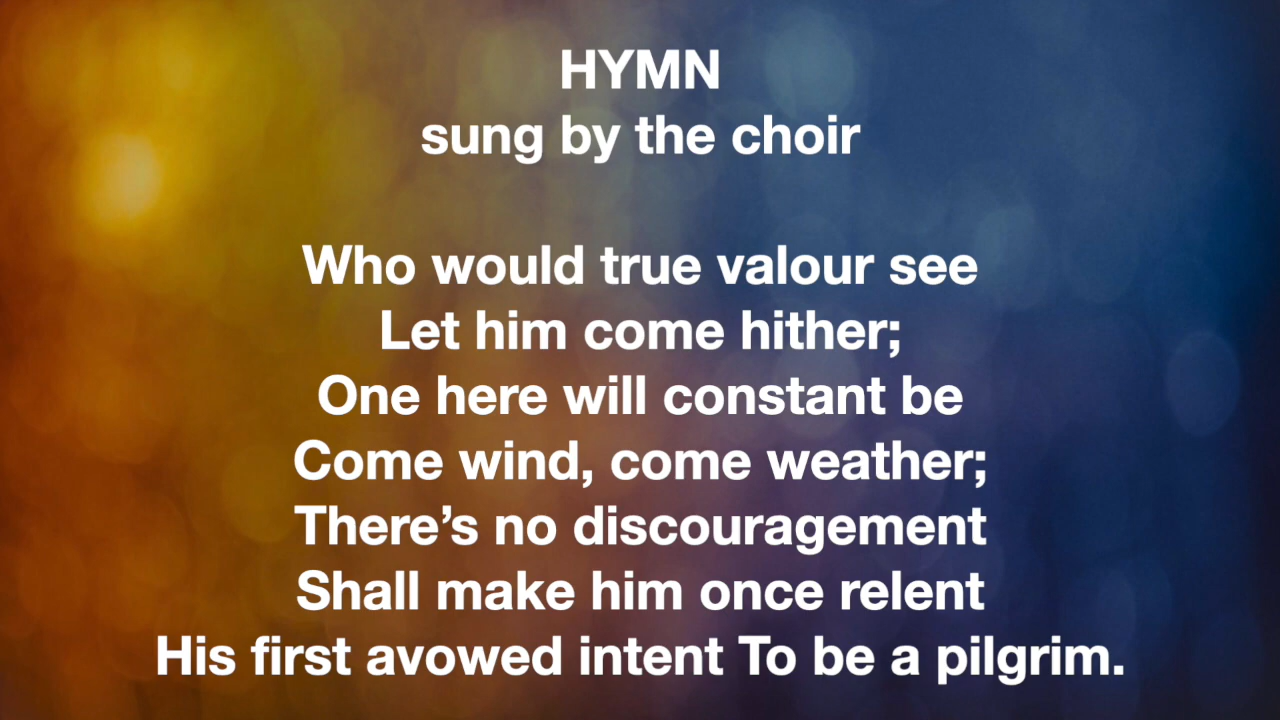 HYMN
sung by the choir
Who would true valour see
Let him come hither;
One here will constant be
Come wind, come weather;
There’s no discouragement
Shall make him once relent
His first avowed intent To be a pilgrim.